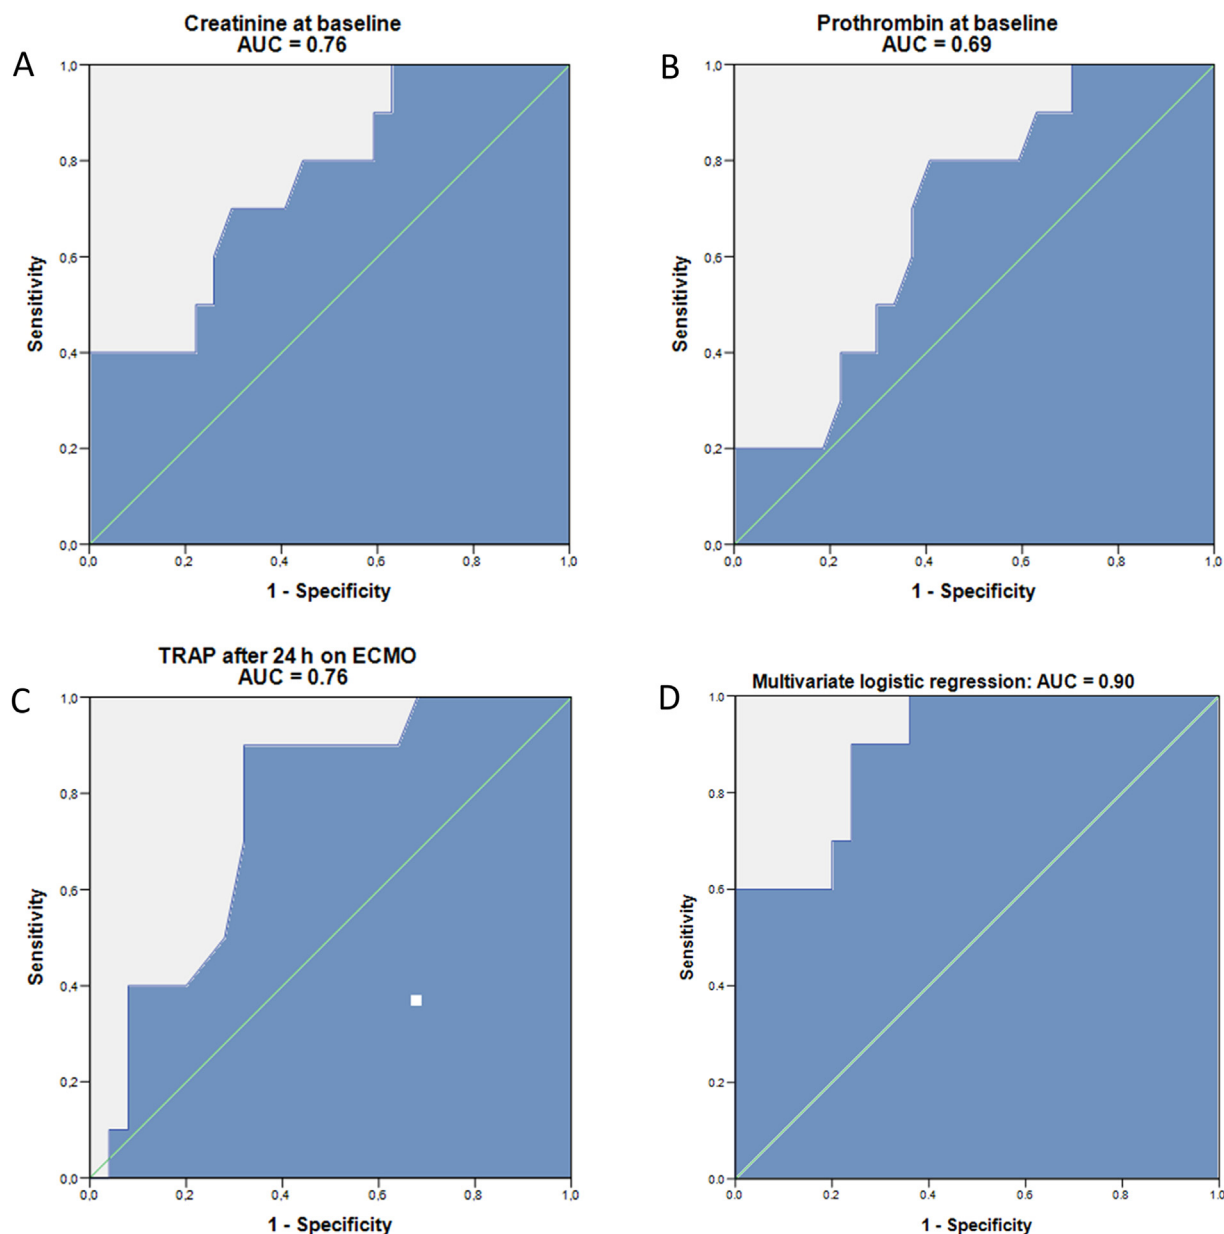 A
Creatinine at baseline
AUC = 0.76
1,0
0,8
0,6
0,4
0,2
0,0
Sensitivity
0,0 0,2 0,4 0,6 0,8 1,0
1 - Specificity
B
Prothrombin at baseline
AUC = 0.69
1,0
0,8
0,6
0,4
0,2
0,0
Sensitivity
0,0 0,2 0,4 0,6 0,8 1,0
1 - Specificity
C
TRAP after 24 h on ECMO
AUC = 0.76
1,0
0,8
0,6
0,4
0,2
0,0
Sensitivity
0,0 0,2 0,4 0,6 0,8 1,0
1 - Specificity
D
Multivariate logistic regression: AUC = 0.90
1.0
0.8
0.6
0.4
0.2
0.0
Sensitivity
0.0 0.2 0.4 0.6 0.8 1.0
1 - Specificity